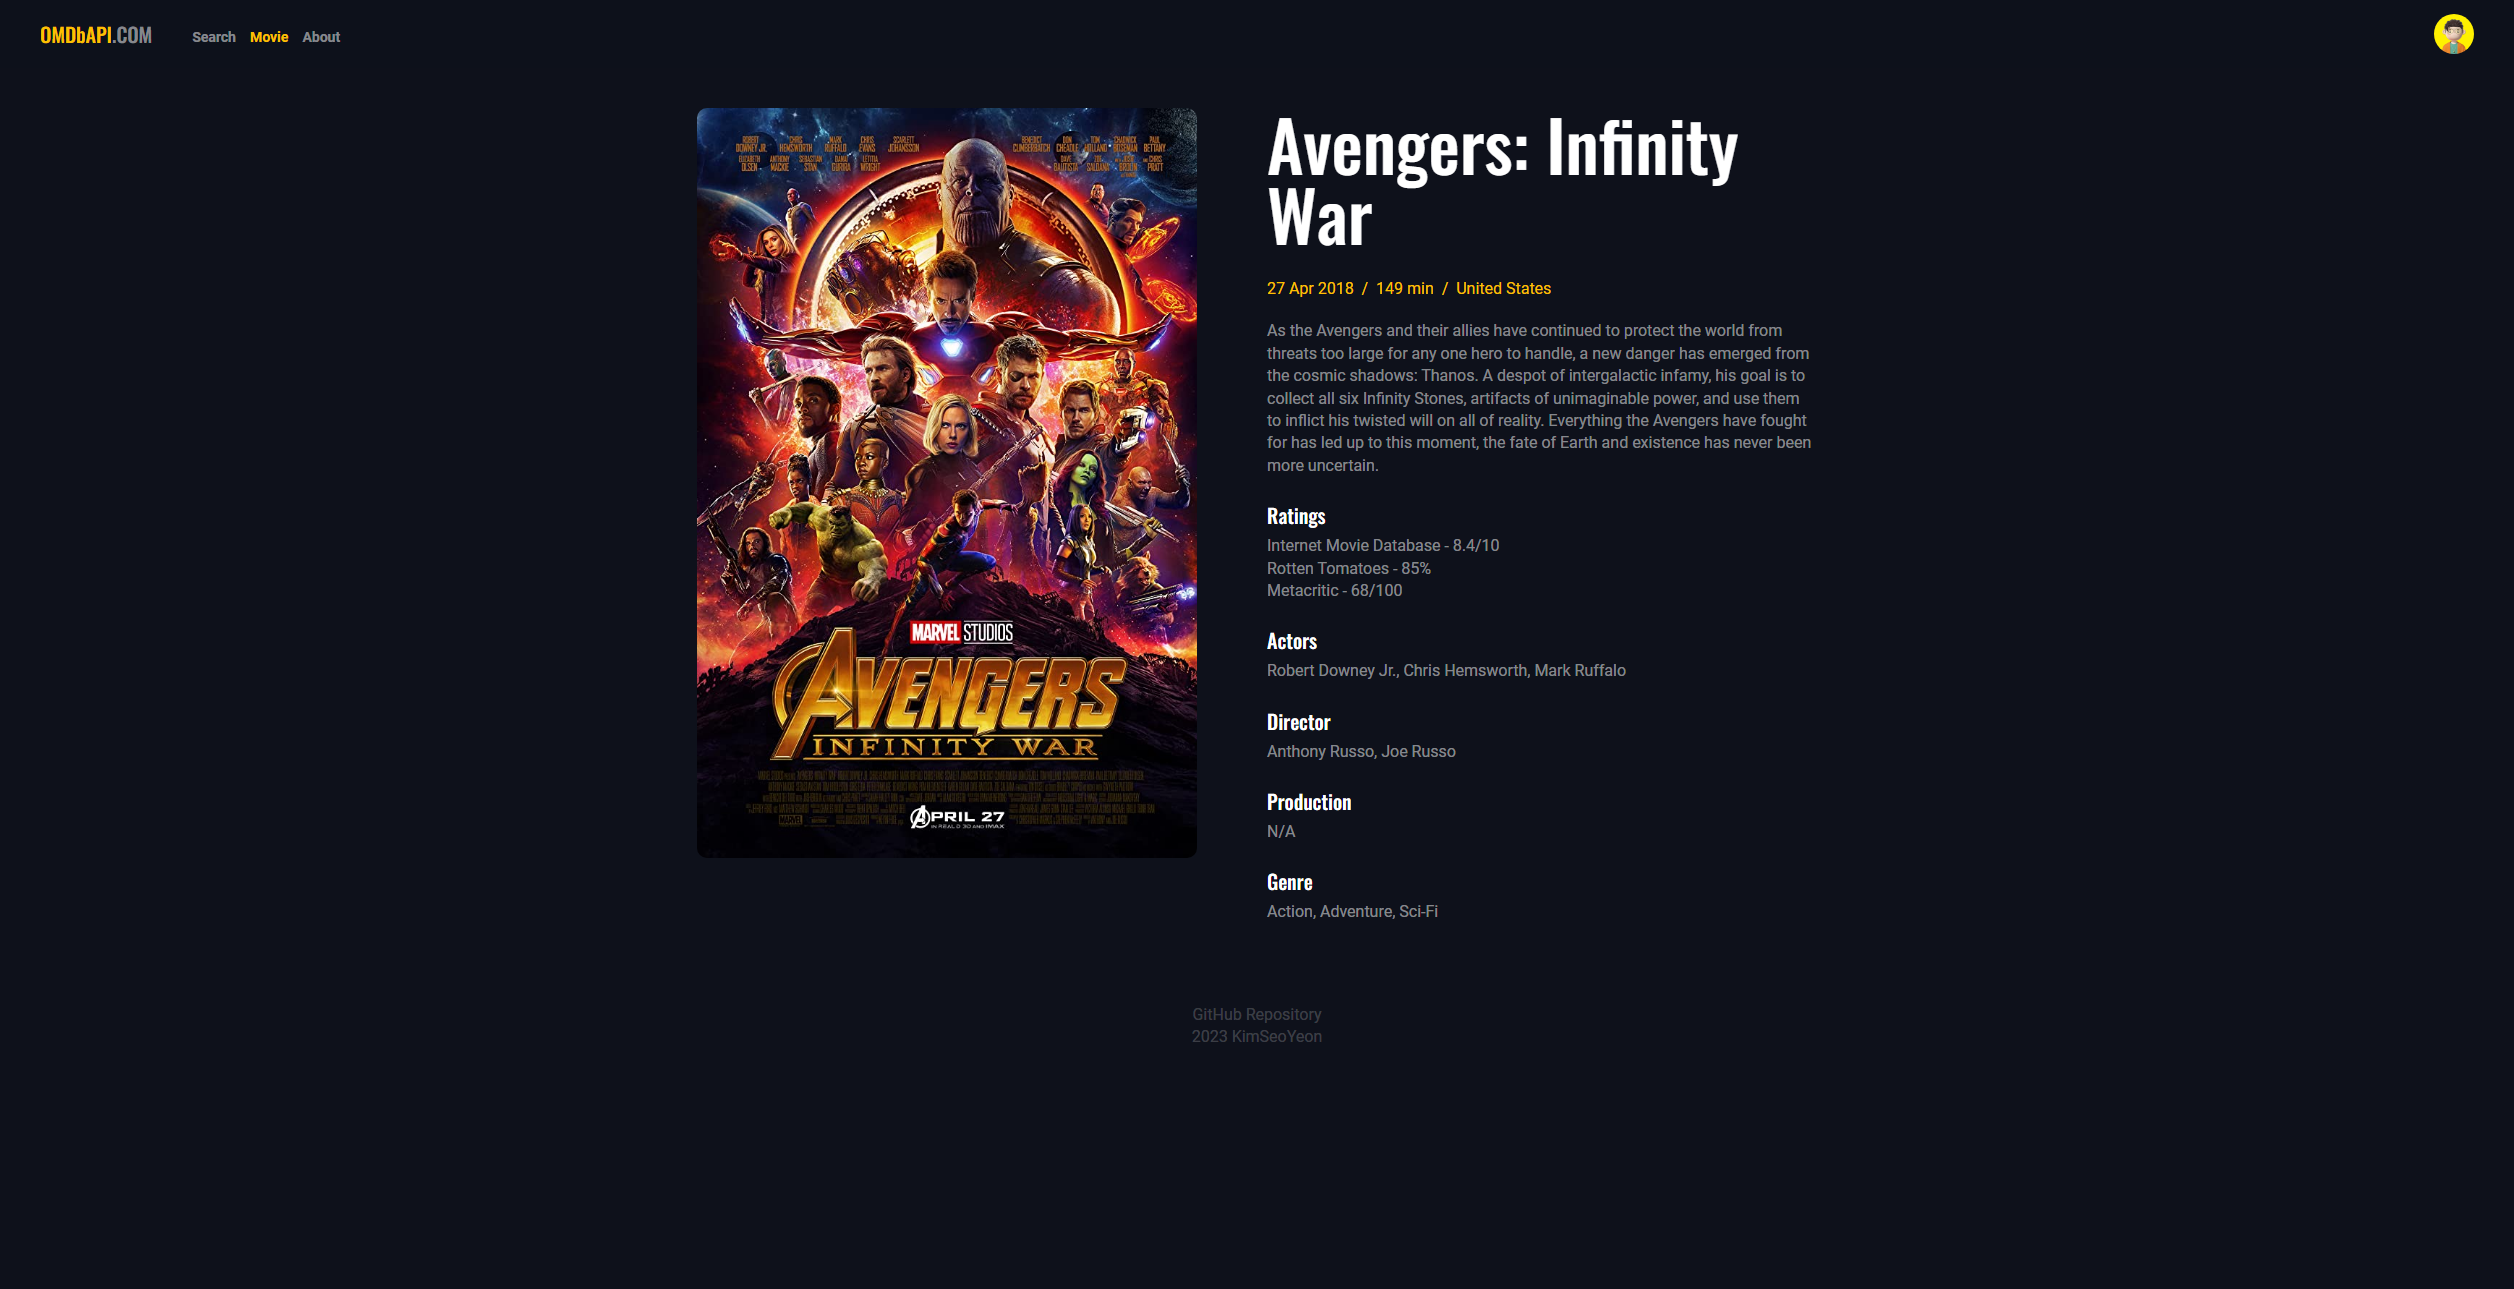 OMDbAPI.COM
Search Movie About
ROBERT DOWNEY JR. CHRIS HEMSWORTH MARK RUFFALO CHRIS EVANS SCARLETT JOHANSSON
BENEDICT CUMBERBATCH DON CHEADLE TOM HOLLAND CHADWICK BOSEMAN PAUL BETTANY
ELIZABETH OLSEN ANTHONY MACKIE SEBASTIAN STAN DANAI GURIRA LETITIA WRIGHT
DAVE BAUTISTA ZOE SALDANA JOSH BROLIN AND CHRIS PRATT
MARVEL STUDIOS
AVENGERS
INFINITY WAR
MARVEL
APRIL 27
IN REAL D 3D AND IMAX
Avengers: Infinity
War
27 Apr 2018 / 149 min / United States
As the Avengers and their allies have continued to protect the world from
threats too large for any one hero to handle, a new danger has emerged from
the cosmic shadows: Thanos. A despot of intergalactic infamy, his goal is to
collect all six Infinity Stones, artifacts of unimaginable power, and use them
to inflict his twisted will on all of reality. Everything the Avengers have fought
for has led up to this moment, the fate of Earth and existence has never been
more uncertain.
Ratings
Internet Movie Database - 8.4/10
Rotten Tomatoes - 85%
Metacritic - 68/100
Actors
Robert Downey Jr., Chris Hemsworth, Mark Ruffalo
Director
Anthony Russo, Joe Russo
Production
N/A
Genre
Action, Adventure, Sci-Fi
GitHub Repository
2023 KimSeoYeon